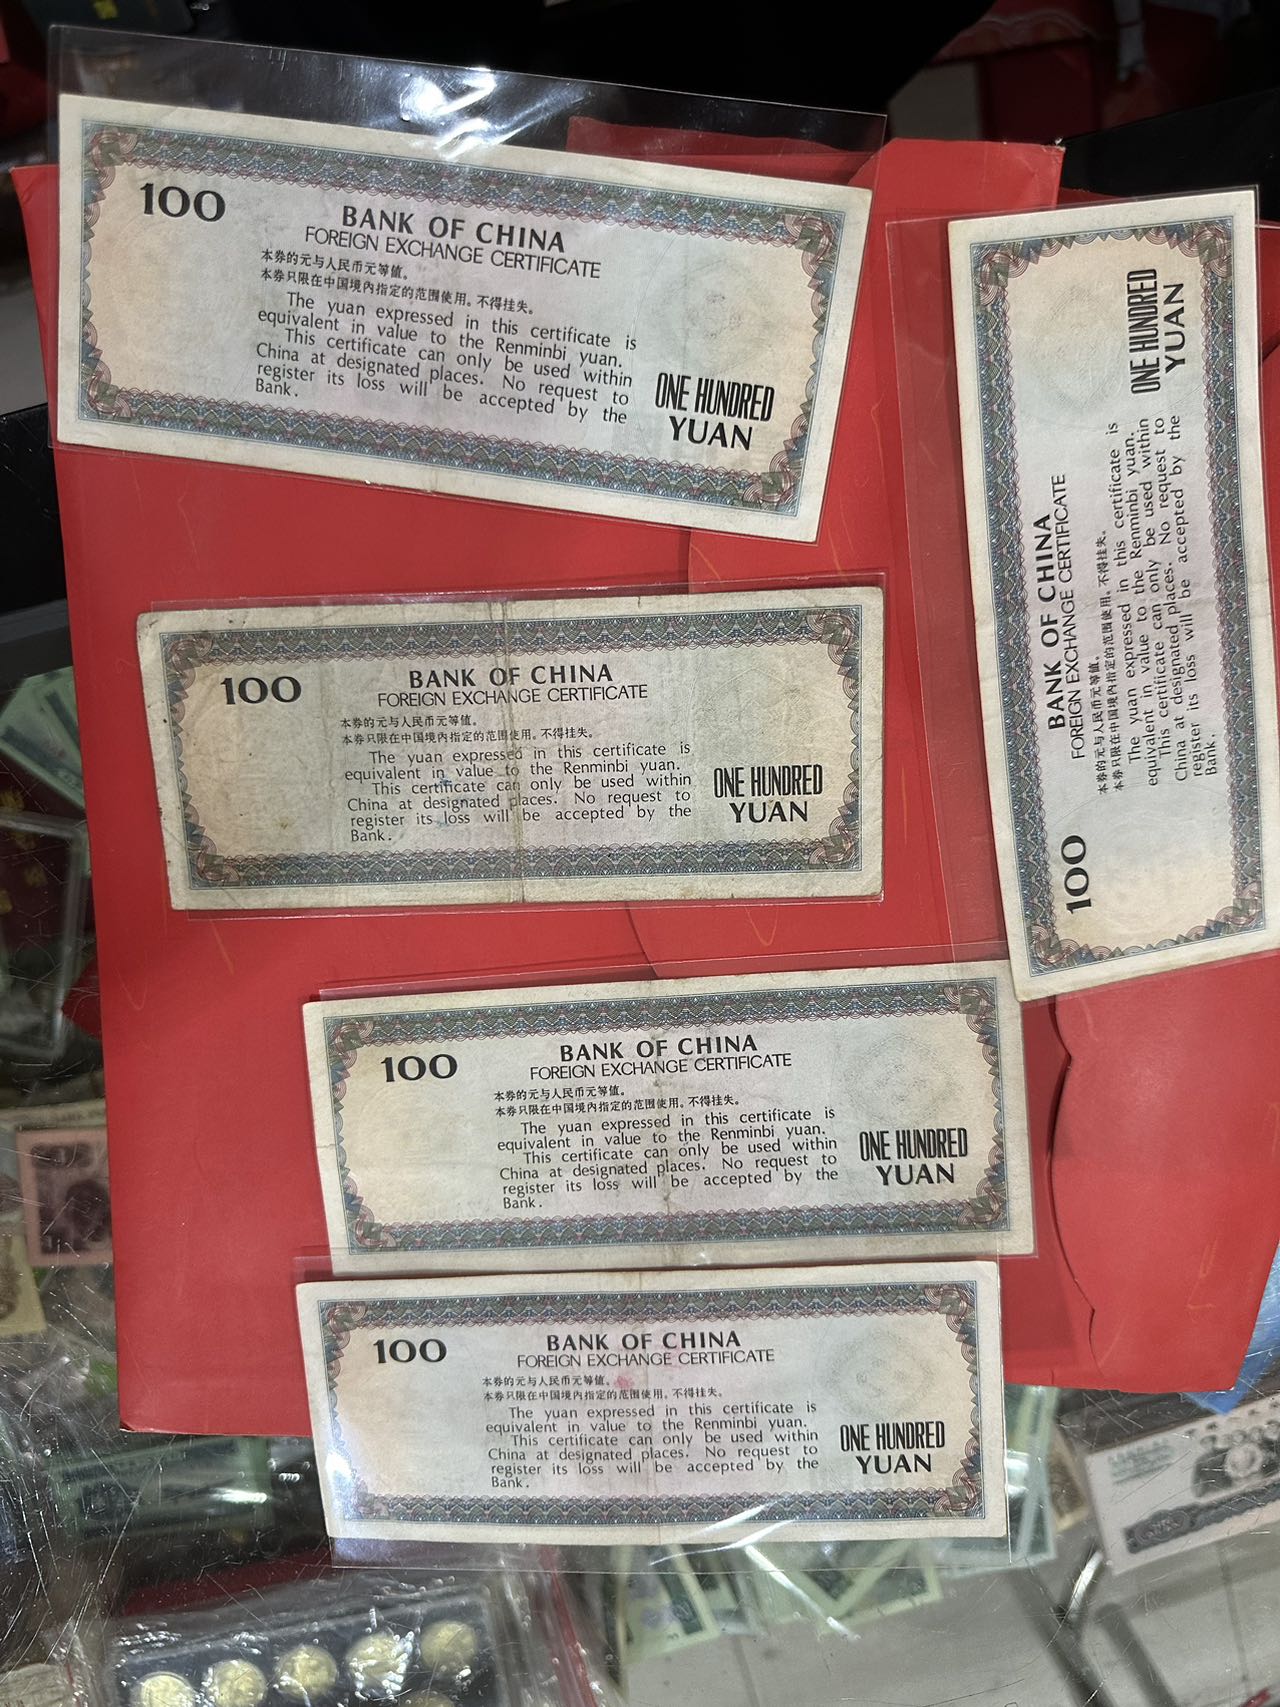 100
BANK OF CHINA
FOREIGN EXCHANGE CERTIFICATE
本券的元与人民币元等值。
本券只限在中国境内指定的范围使用。不得挂失。
The yuan expressed in this certificate is
equivalent in value to the Renminbi yuan.
This certificate can only be used within
China at designated places. No request to
register its loss will be accepted by the
Bank.
ONE HUNDRED
YUAN
100
BANK OF CHINA
FOREIGN EXCHANGE CERTIFICATE
本券的元与人民币元等值。
本券只限在中国境内指定的范围使用。不得挂失。
The yuan expressed in this certificate is
equivalent in value to the Renminbi yuan.
This certificate can only be used within
China at designated places. No request to
register its loss will be accepted by the
Bank.
ONE HUNDRED
YUAN
100
BANK OF CHINA
FOREIGN EXCHANGE CERTIFICATE
本券的元与人民币元等值。
本券只限在中国境内指定的范围使用。不得挂失。
The yuan expressed in this certificate is
equivalent in value to the Renminbi yuan.
This certificate can only be used within
China at designated places. No request to
register its loss will be accepted by the
Bank.
ONE HUNDRED
YUAN
100
BANK OF CHINA
FOREIGN EXCHANGE CERTIFICATE
本券的元与人民币元等值。
本券只限在中国境内指定的范围使用。不得挂失。
The yuan expressed in this certificate is
equivalent in value to the Renminbi yuan.
This certificate can only be used within
China at designated places. No request to
register its loss will be accepted by the
Bank.
ONE HUNDRED
YUAN
100
BANK OF CHINA
FOREIGN EXCHANGE CERTIFICATE
本券的元与人民币元等值。
本券只限在中国境内指定的范围使用。不得挂失。
The yuan expressed in this certificate is
equivalent in value to the Renminbi yuan.
This certificate can only be used within
China at designated places. No request to
register its loss will be accepted by the
Bank.
ONE HUNDRED
YUAN